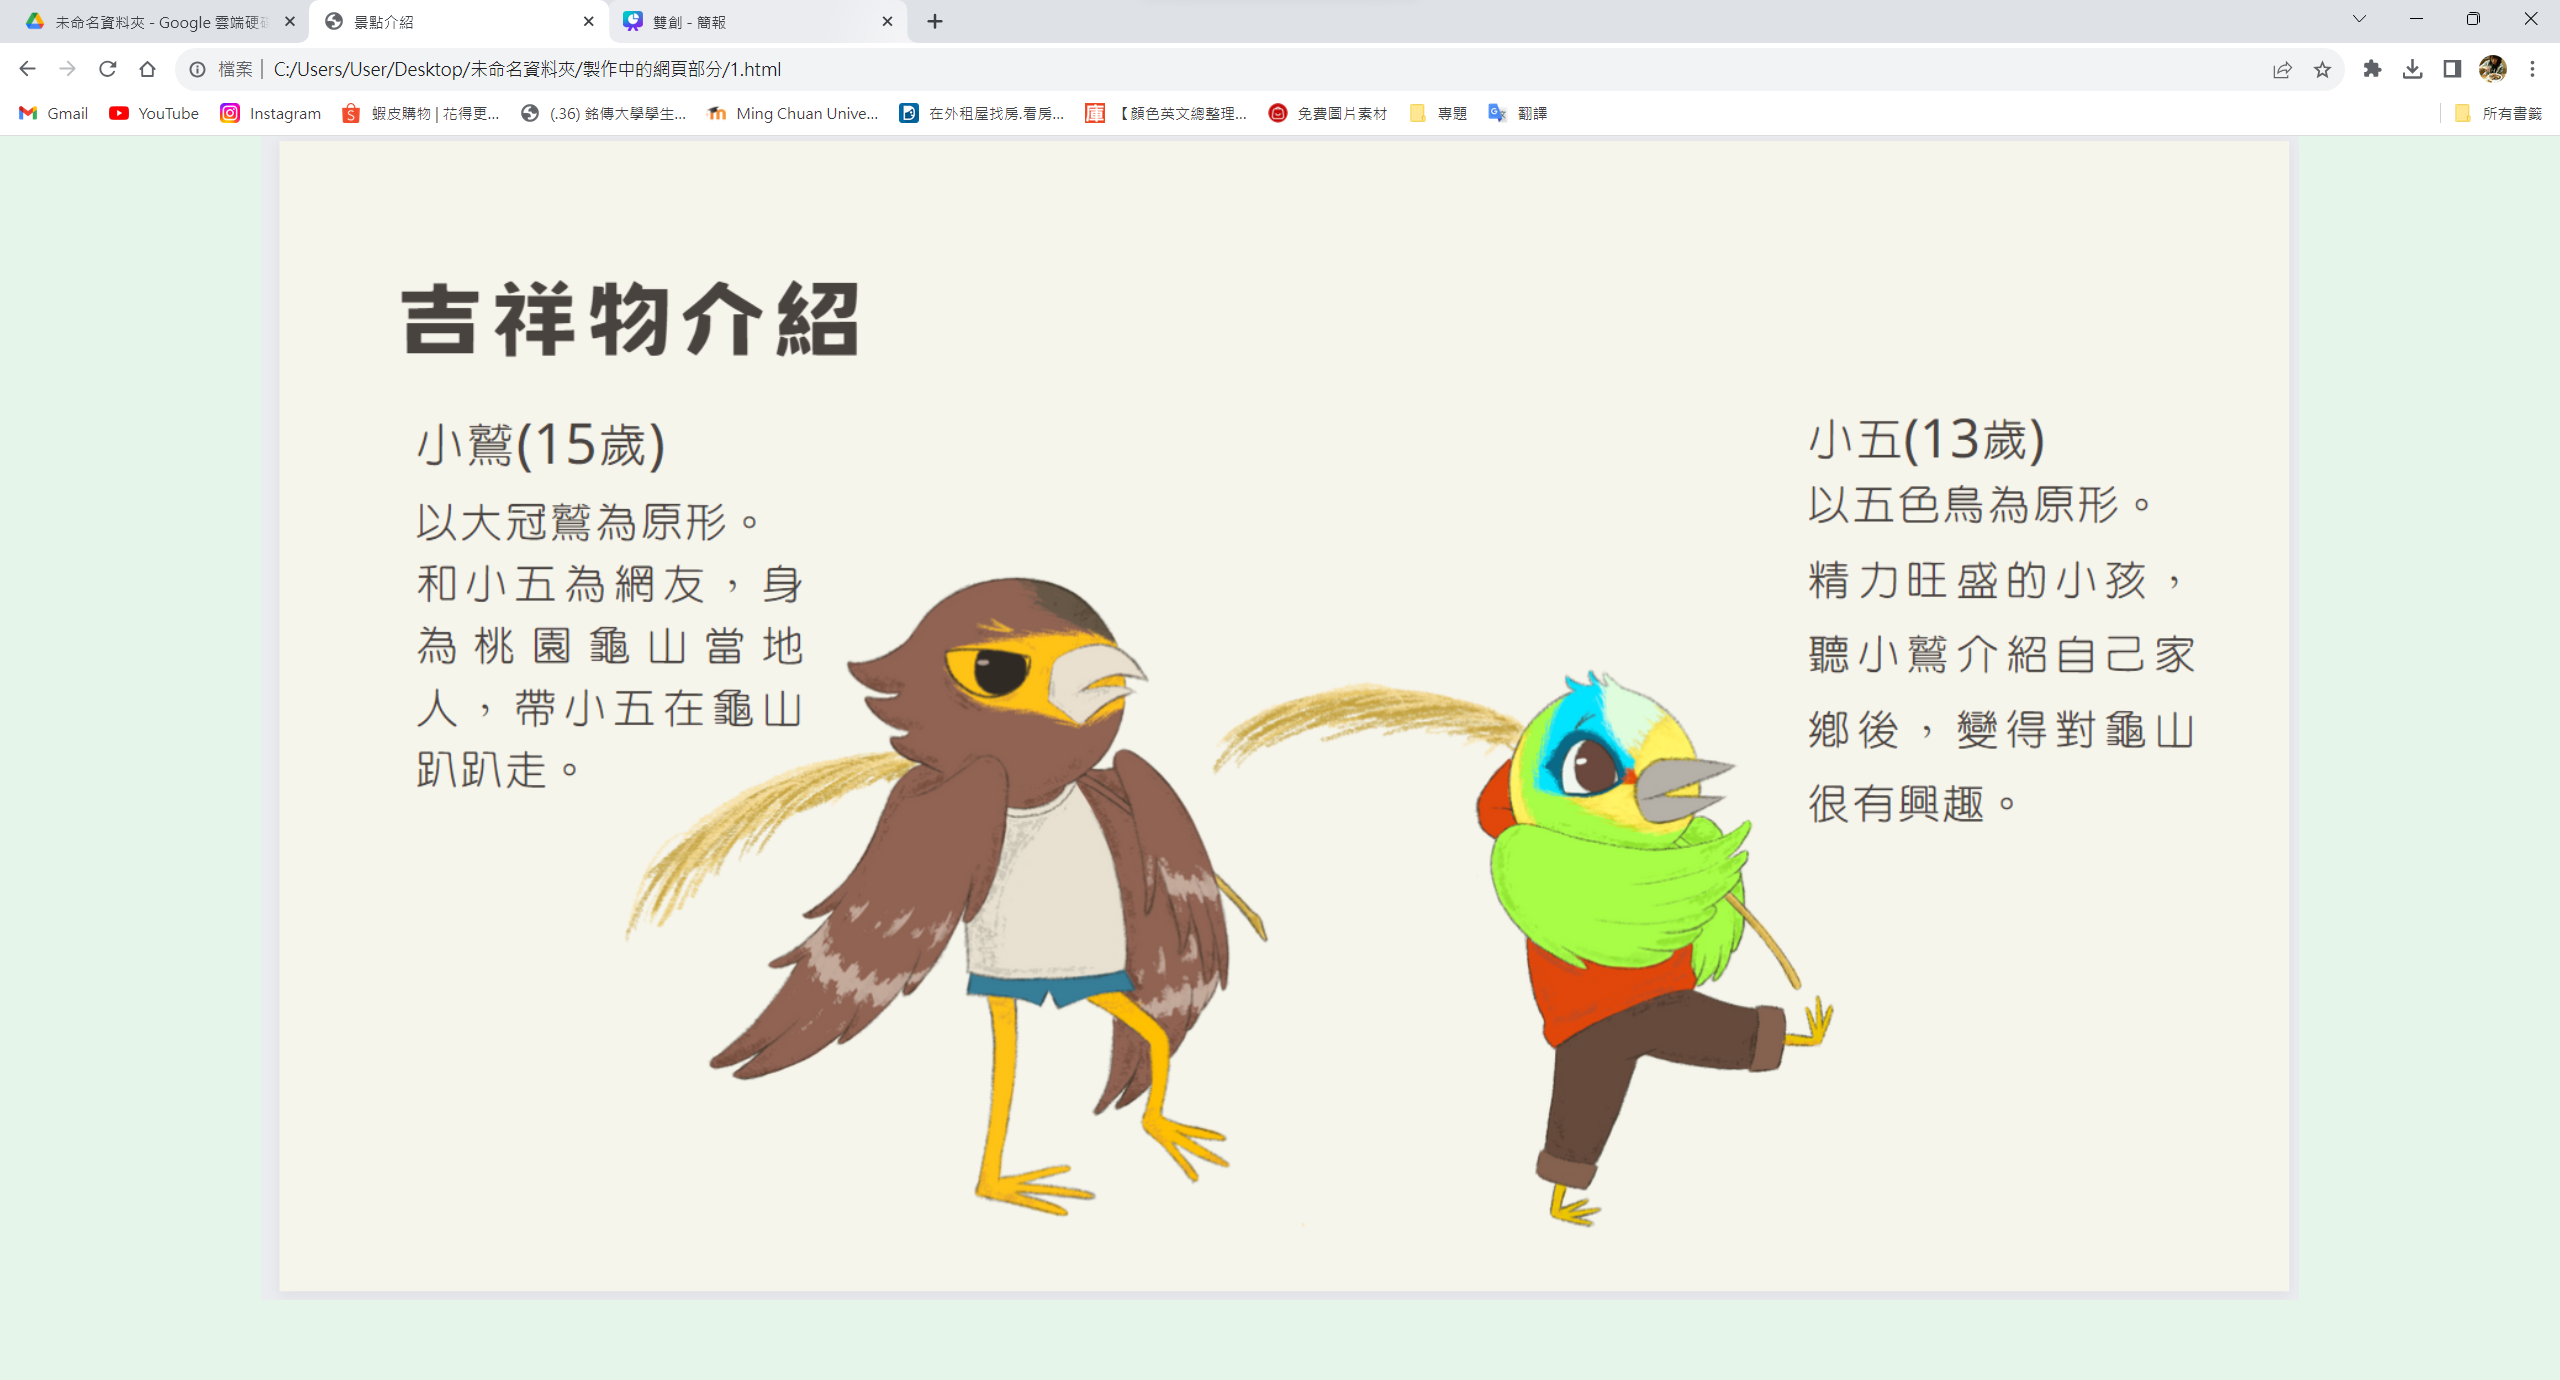 未命名資料夾 - Google 雲端硬
景點介紹
雙創 - 簡報
檔案 | C:/Users/User/Desktop/未命名資料夾/製作中的網頁部分/1.html
Gmail YouTube Instagram 蝦皮購物 | 花得更... (.36) 銘傳大學學生... Ming Chuan Unive... 在外租屋找房.看房... 【顏色英文總整理... 免費圖片素材 專題 翻譯 所有書籤
吉祥物介紹
小鷲(15歲)
以大冠鷲為原形。
和小五為網友，身
為桃園龜山當地
人，帶小五在龜山
趴趴走。
小五(13歲)
以五色鳥為原形。
精力旺盛的小孩，
聽小鷲介紹自己家
鄉後，變得對龜山
很有興趣。